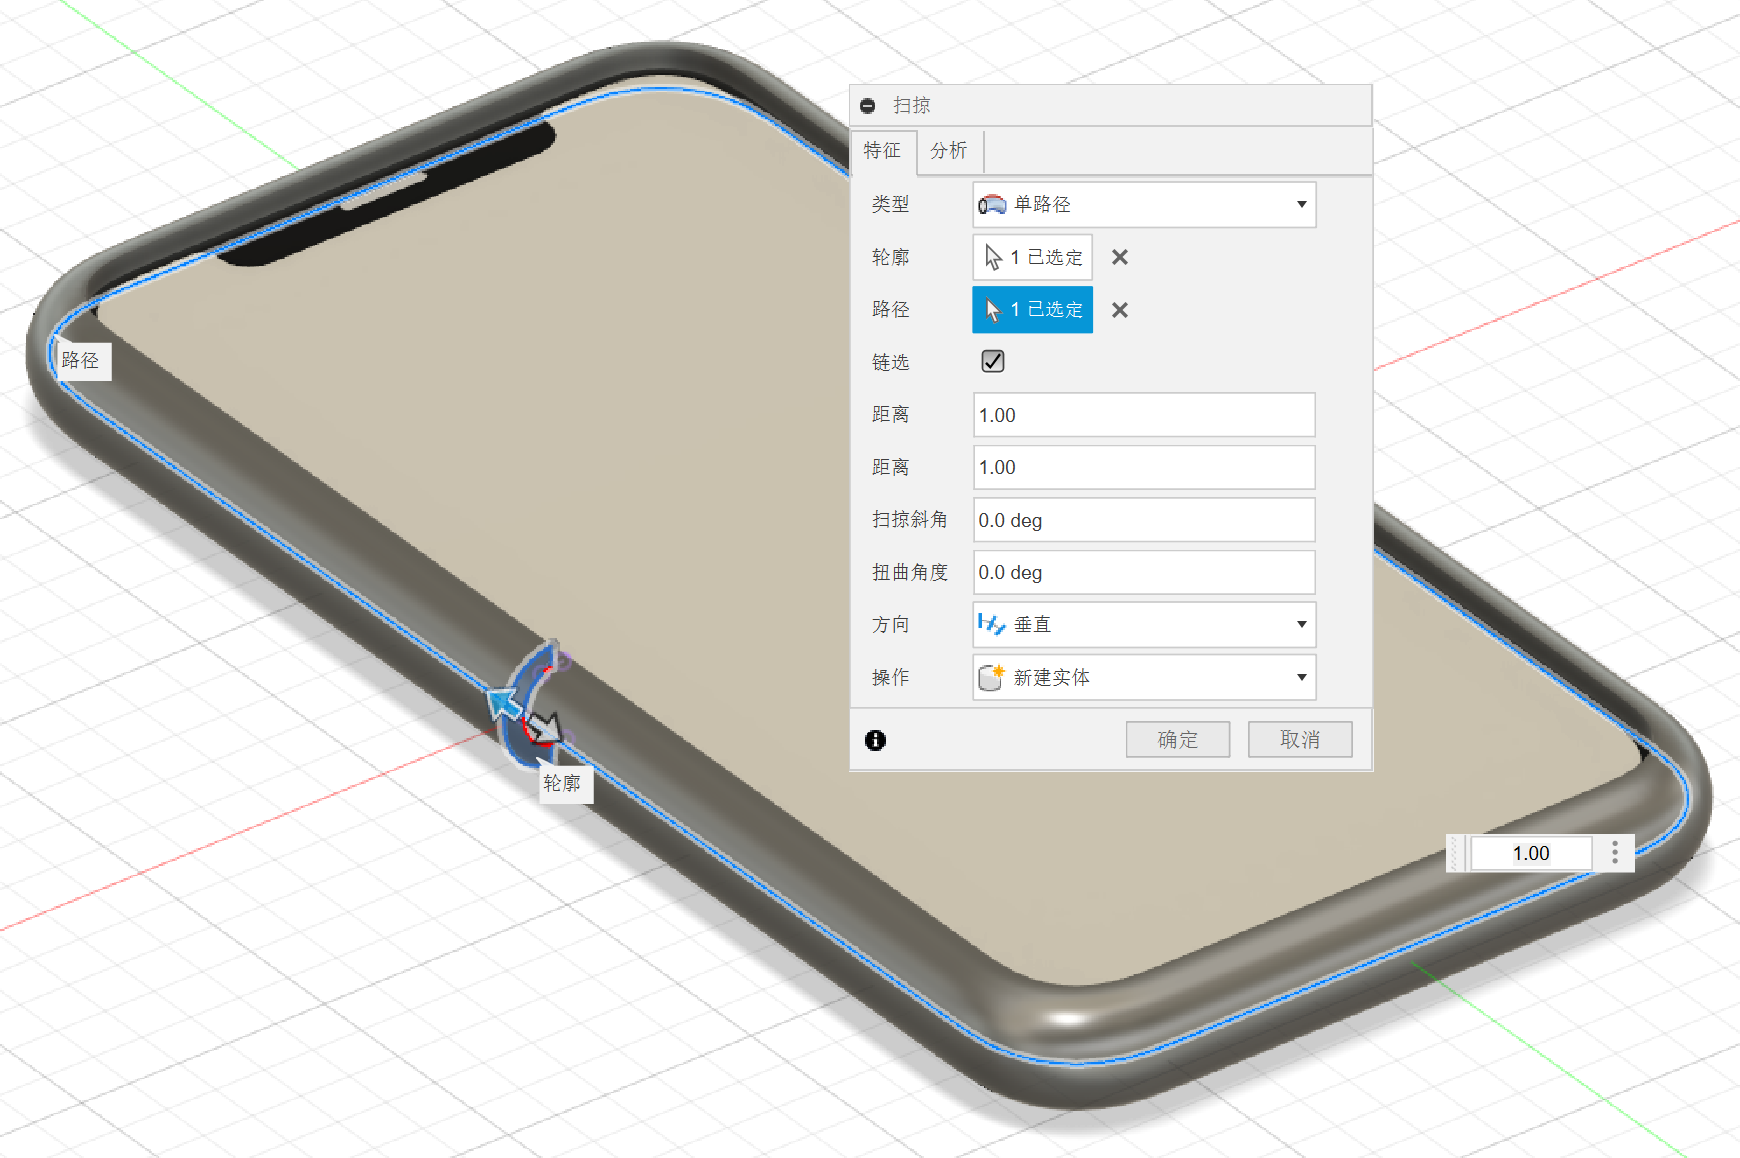 扫掠
特征 分析
类型 单路径
轮廓 1 已选定
路径 1 已选定
链选
距离 1.00
距离 1.00
扫掠斜角 0.0 deg
扭曲角度 0.0 deg
方向 垂直
操作 新建实体
确定 取消
路径
轮廓
1.00